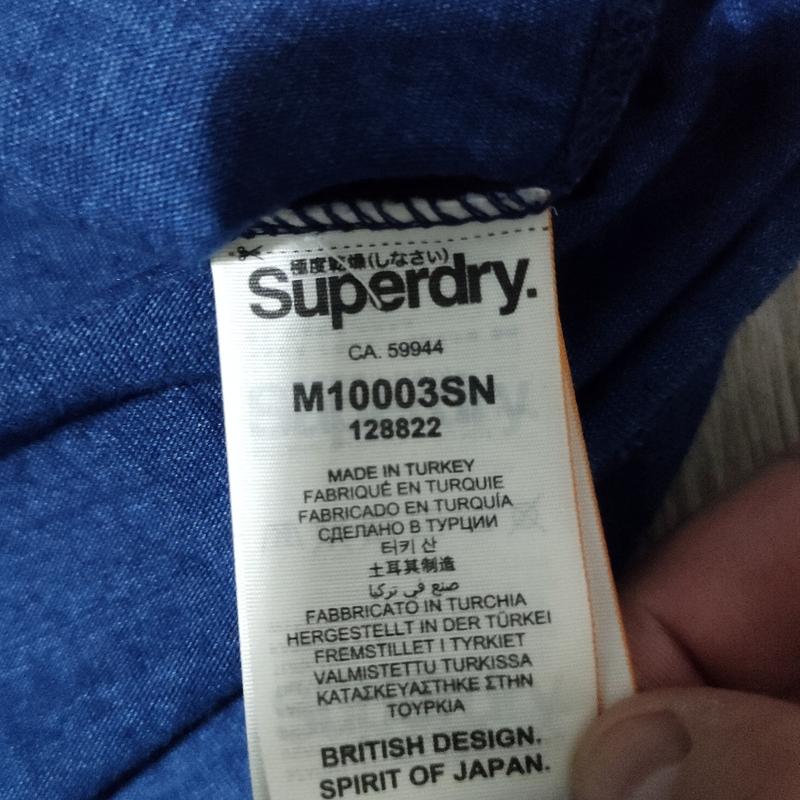 極度乾燥(しなさい)
Superdry.
CA. 59944
M10003SN
128822
MADE IN TURKEY
FABRIQUÉ EN TURQUIE
FABRICADO EN TURQUÍA
СДЕЛАНО В ТУРЦИИ
터키 산
土耳其制造
صنع في تركيا
FABBRICATO IN TURCHIA
HERGESTELLT IN DER TÜRKEI
FREMSTILLET I TYRKIET
VALMISTETTU TURKISSA
ΚΑΤΑΣΚΕΥΑΣΤΗΚΕ ΣΤΗΝ
ΤΟΥΡΚΙΑ
BRITISH DESIGN.
SPIRIT OF JAPAN.